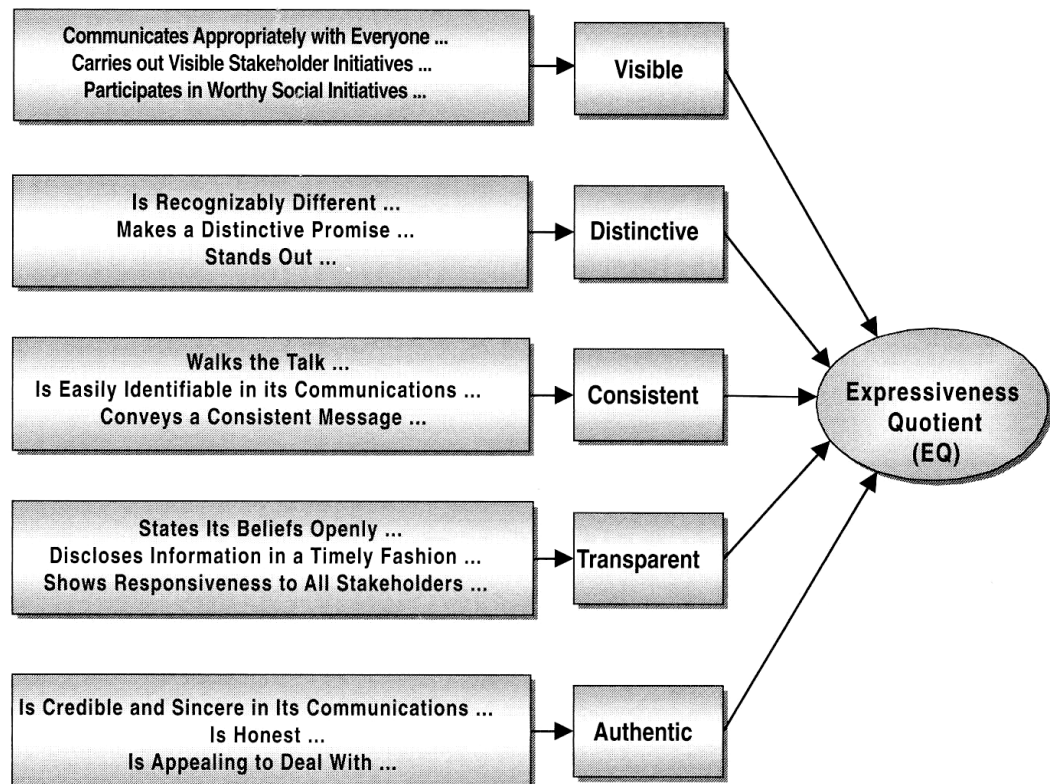 Communicates Appropriately with Everyone ...
Carries out Visible Stakeholder Initiatives ...
Participates in Worthy Social Initiatives ...
Visible
Is Recognizably Different ...
Makes a Distinctive Promise ...
Stands Out ...
Distinctive
Walks the Talk ...
Is Easily Identifiable in its Communications ...
Conveys a Consistent Message ...
Consistent
States Its Beliefs Openly ...
Discloses Information in a Timely Fashion ...
Shows Responsiveness to All Stakeholders ...
Transparent
Is Credible and Sincere in Its Communications ...
Is Honest ...
Is Appealing to Deal With ...
Authentic
Expressiveness
Quotient
(EQ)